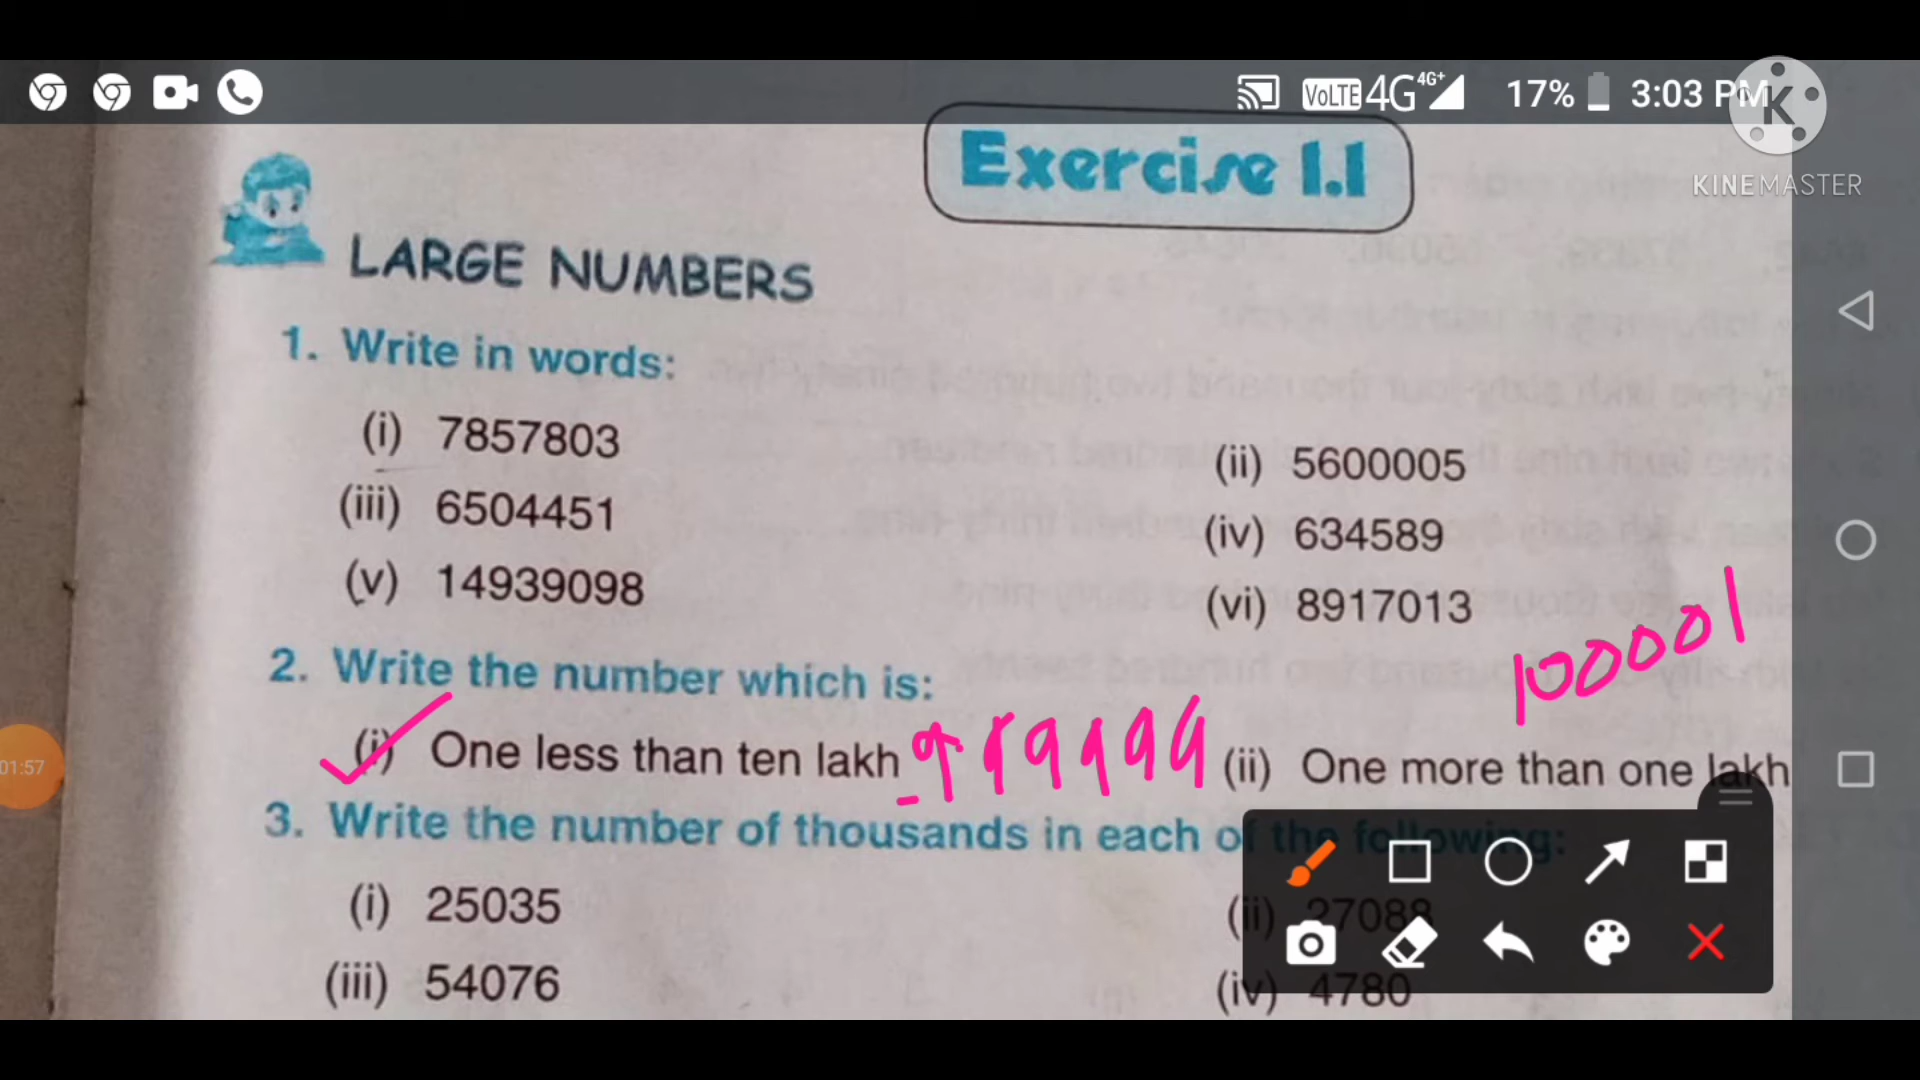 VoLTE 4G 4G+ 17% 3:03 PM
K
KINEMASTER
Exercise 1.1
LARGE NUMBERS
1. Write in words:
(i) 7857803
(ii) 5600005
(iii) 6504451
(iv) 634589
(v) 14939098
(vi) 8917013
2. Write the number which is:
100001
(i) One less than ten lakh 999999 (ii) One more than one lakh
01:57
3. Write the number of thousands in each of the following:
(i) 25035
(ii) 27088
(iii) 54076
(iv) 4780